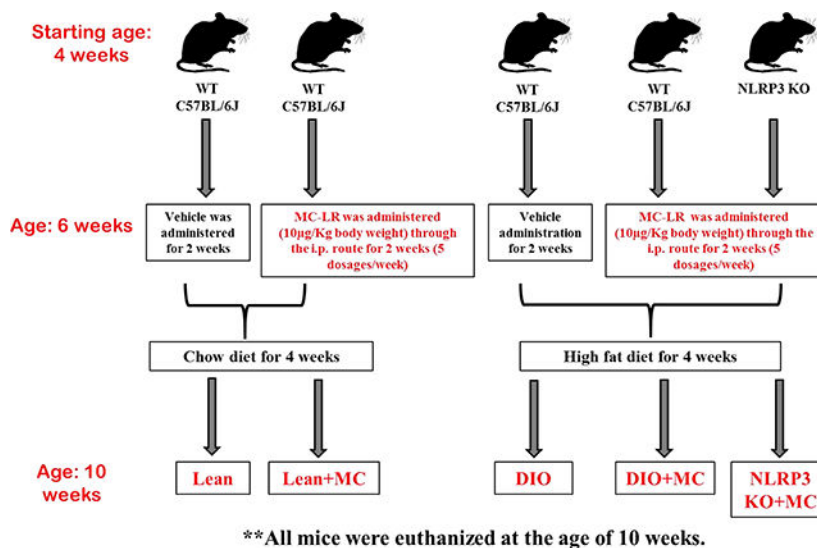 Starting age:
4 weeks
WT
C57BL/6J
WT
C57BL/6J
WT
C57BL/6J
WT
C57BL/6J
NLRP3 KO
Age: 6 weeks
Vehicle was
administered
for 2 weeks
MC-LR was administered
(10µg/Kg body weight) through
the i.p. route for 2 weeks (5
dosages/week)
Vehicle
administration
for 2 weeks
MC-LR was administered
(10µg/Kg body weight) through the
i.p. route for 2 weeks (5
dosages/week)
Chow diet for 4 weeks
High fat diet for 4 weeks
Age: 10
weeks
Lean
Lean+MC
DIO
DIO+MC
NLRP3
KO+MC
**All mice were euthanized at the age of 10 weeks.